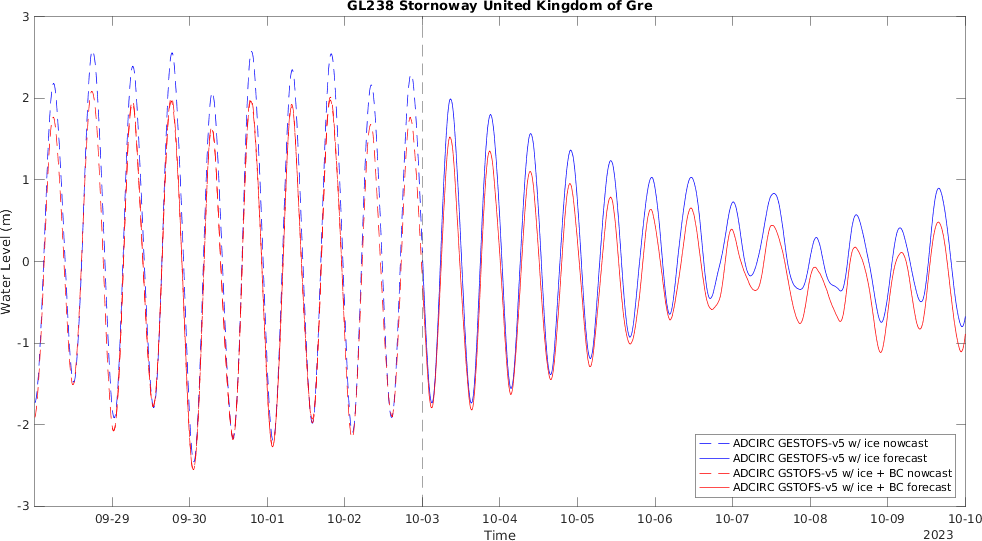 GL238 Stornoway United Kingdom of Gre
Water Level (m)
3
2
1
0
-1
-2
-3
09-29 09-30 10-01 10-02 10-03 10-04 10-05 10-06 10-07 10-08 10-09 10-10
Time
2023
ADCIRC GESTOFS-v5 w/ ice nowcast
ADCIRC GESTOFS-v5 w/ ice forecast
ADCIRC GSTOFS-v5 w/ ice + BC nowcast
ADCIRC GSTOFS-v5 w/ ice + BC forecast